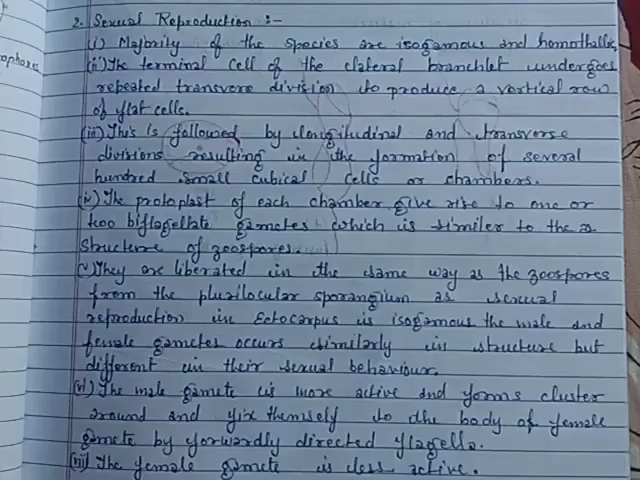 2. Sexual Reproduction :-
(i) Majority of the species are isogamous and homothallic,
(ii) The terminal cell of the lateral branchlet undergoes
repeated transvere division to produce a vertical row
of flat cells.
(iii) This is followed by longitudinal and transverse
divisions resulting in the formation of several
hundred small cubical cells or chambers.
(iv) The protoplast of each chamber give rise to one or
two biflagellate gametes which is similer to the
structure of zoospores.
(v) They are liberated in the same way as the zoospores
from the plurilocular sporangium as sexual
reproduction in Ectocarpus is isogamous the male and
female gametes occurs similarly in structure but
different in their sexual behaviour.
(vi) The male gamete is more active and forms cluster
around and fix themself to the body of female
gamete by forwardly directed flagella.
(vii) The female gamete is less active.